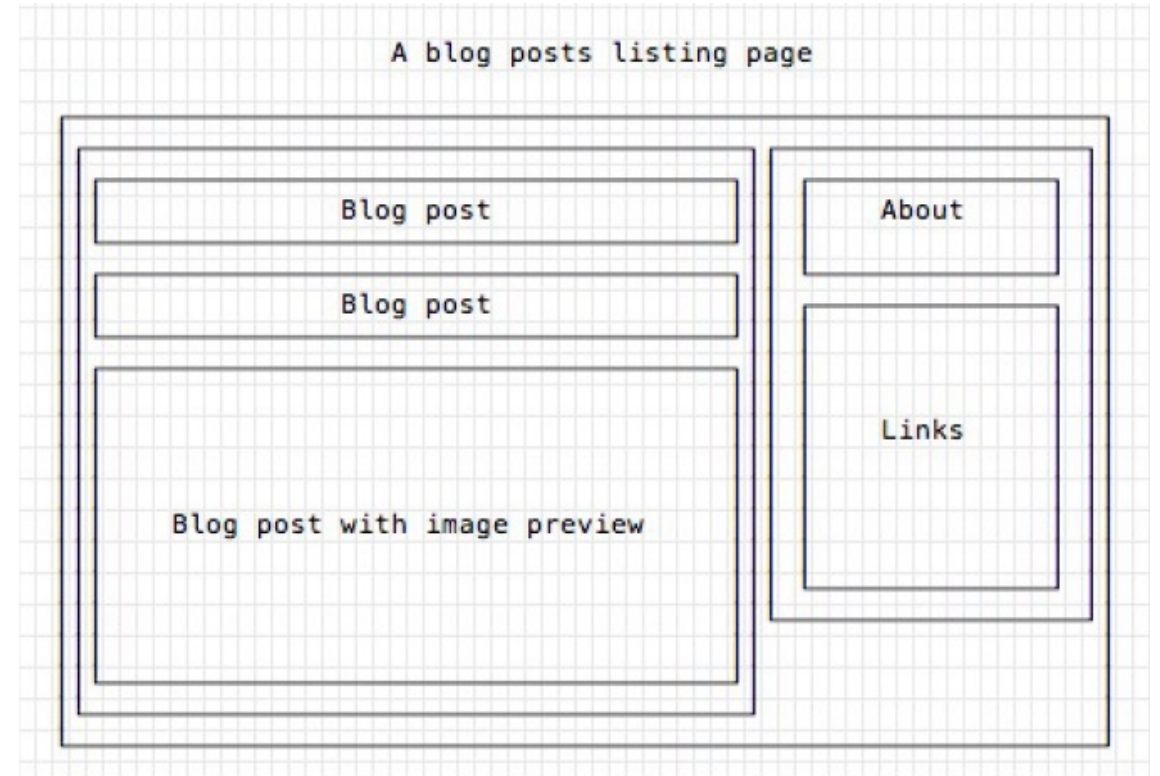 A blog posts listing page
Blog post
Blog post
Blog post with image preview
About
Links